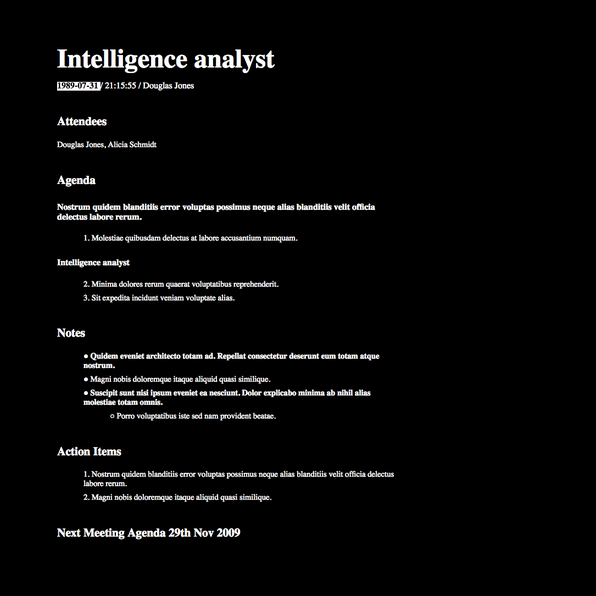 Intelligence analyst
1989-07-31 / 21:15:55 / Douglas Jones
Attendees
Douglas Jones, Alicia Schmidt
Agenda
Nostrum quidem blanditiis error voluptas possimus neque alias blanditiis velit officia
delectus labore rerum.
1. Molestiae quibusdam delectus at labore accusantium numquam.
Intelligence analyst
2. Minima dolores rerum quaerat voluptatibus reprehenderit.
3. Sit expedita incidunt veniam voluptate alias.
Notes
● Quidem eveniet architecto totam ad. Repellat consectetur deserunt eum totam atque
nostrum.
● Magni nobis doloremque itaque aliquid quasi similique.
● Suscipit sunt nisi ipsum eveniet ea nesciunt. Dolor explicabo minima ab nihil alias
molestiae totam omnis.
○ Porro voluptatibus iste sed nam provident beatae.
Action Items
1. Nostrum quidem blanditiis error voluptas possimus neque alias blanditiis velit officia delectus
labore rerum.
2. Magni nobis doloremque itaque aliquid quasi similique.
Next Meeting Agenda 29th Nov 2009